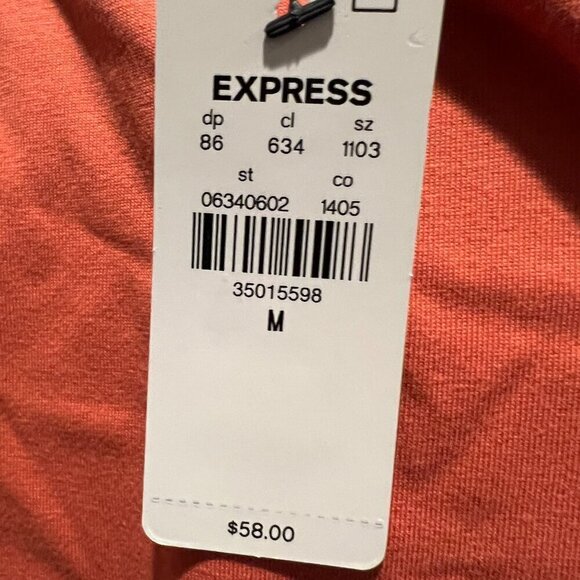 EXPRESS
dp cl sz
86 634 1103
st co
06340602 1405
35015598
M
$58.00